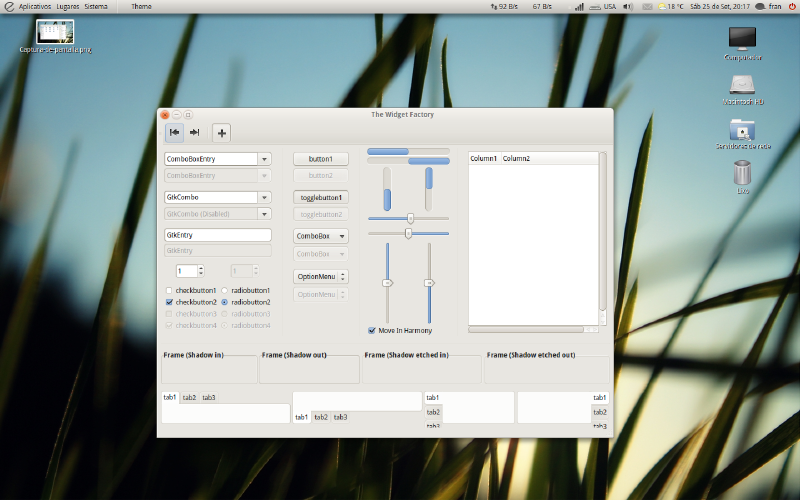 Aplicativos Lugares Sistema Theme 92 B/s 67 B/s USA 18 °C Sáb 25 de Set, 20:17 fran
Captura-de-pantalla.png
Computador
Macintosh HD
Servidores de rede
Lixo
The Widget Factory
ComboBoxEntry
ComboBoxEntry
GtkCombo
GtkCombo (Disabled)
GtkEntry
GtkEntry
1 1
checkbutton1 radiobutton1
checkbutton2 radiobutton2
checkbutton3 radiobutton3
checkbutton4 radiobutton4
button1
button2
togglebutton1
togglebutton2
ComboBox
ComboBox
OptionMenu
OptionMenu
Move In Harmony
Column1 Column2
Frame (Shadow in) Frame (Shadow out) Frame (Shadow etched in) Frame (Shadow etched out)
tab1 tab2 tab3
tab1 tab2 tab3
tab1
tab2
tab3
tab1
tab2
tab3